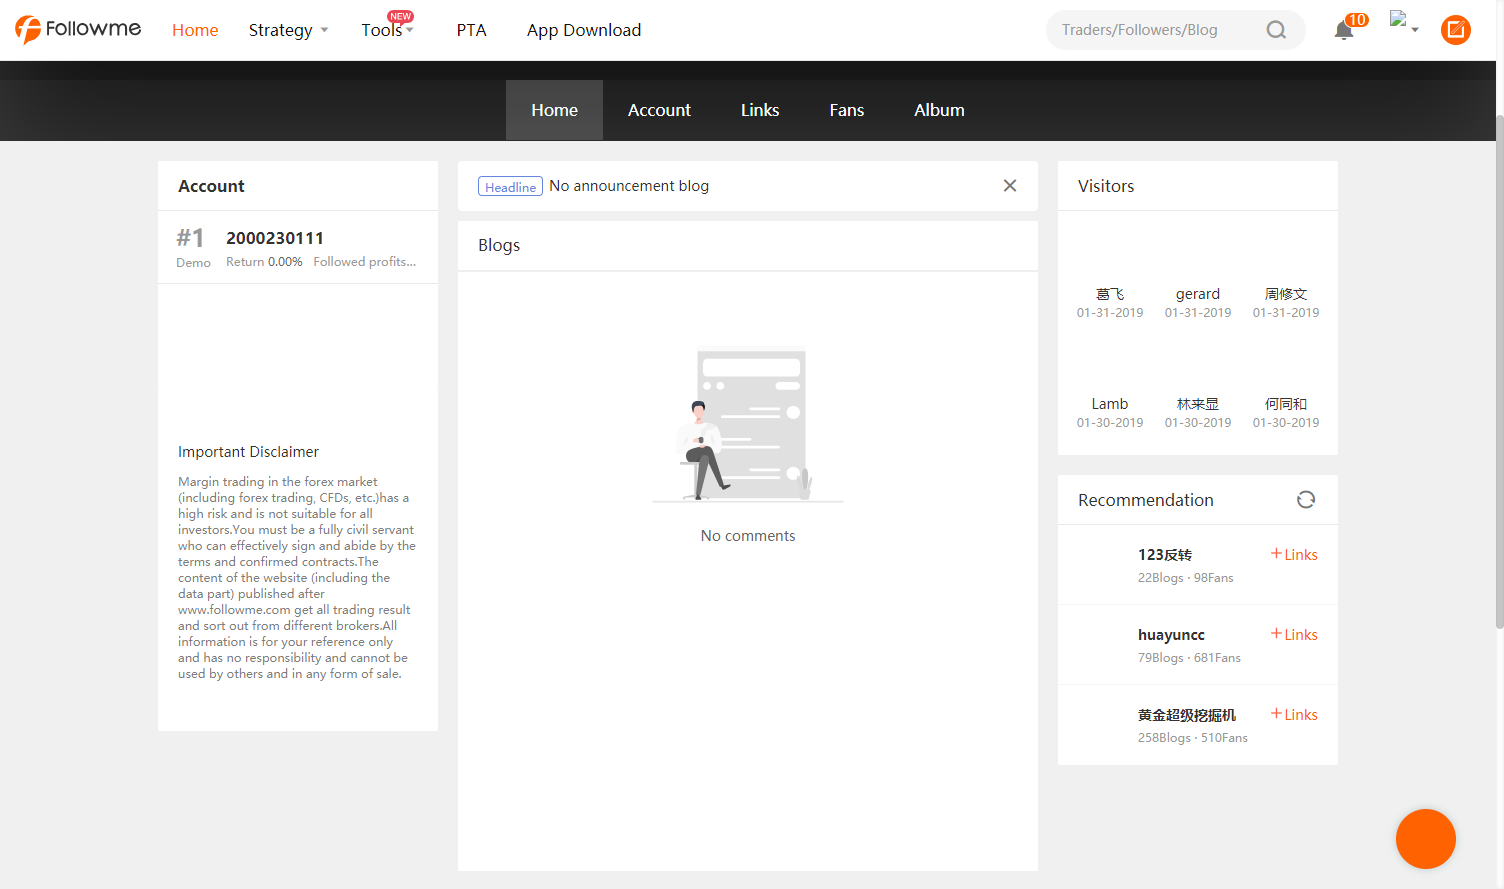 Followme
Home
Strategy
Tools
NEW
PTA
App Download
Traders/Followers/Blog
10
Home
Account
Links
Fans
Album
Account
#1
2000230111
Demo
Return 0.00%
Followed profits...
Important Disclaimer
Margin trading in the forex market
(including forex trading, CFDs, etc.)has a
high risk and is not suitable for all
investors.You must be a fully civil servant
who can effectively sign and abide by the
terms and confirmed contracts.The
content of the website (including the
data part) published after
www.followme.com get all trading result
and sort out from different brokers.All
information is for your reference only
and has no responsibility and cannot be
used by others and in any form of sale.
Headline
No announcement blog
Blogs
No comments
Visitors
葛飞
gerard
周修文
01-31-2019
01-31-2019
01-31-2019
Lamb
林来显
何同和
01-30-2019
01-30-2019
01-30-2019
Recommendation
123反转
+Links
22Blogs · 98Fans
huayuncc
+Links
79Blogs · 681Fans
黄金超级挖掘机
+Links
258Blogs · 510Fans